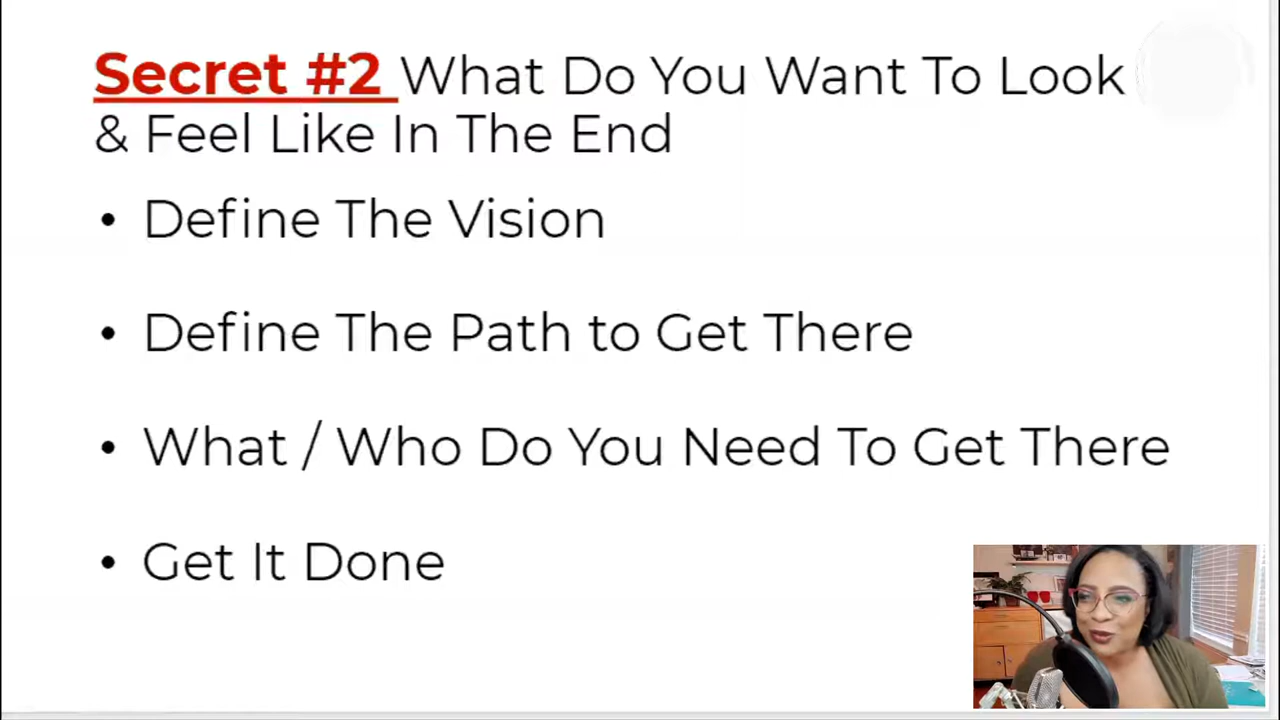 Secret #2 What Do You Want To Look
& Feel Like In The End
• Define The Vision
• Define The Path to Get There
• What / Who Do You Need To Get There
• Get It Done